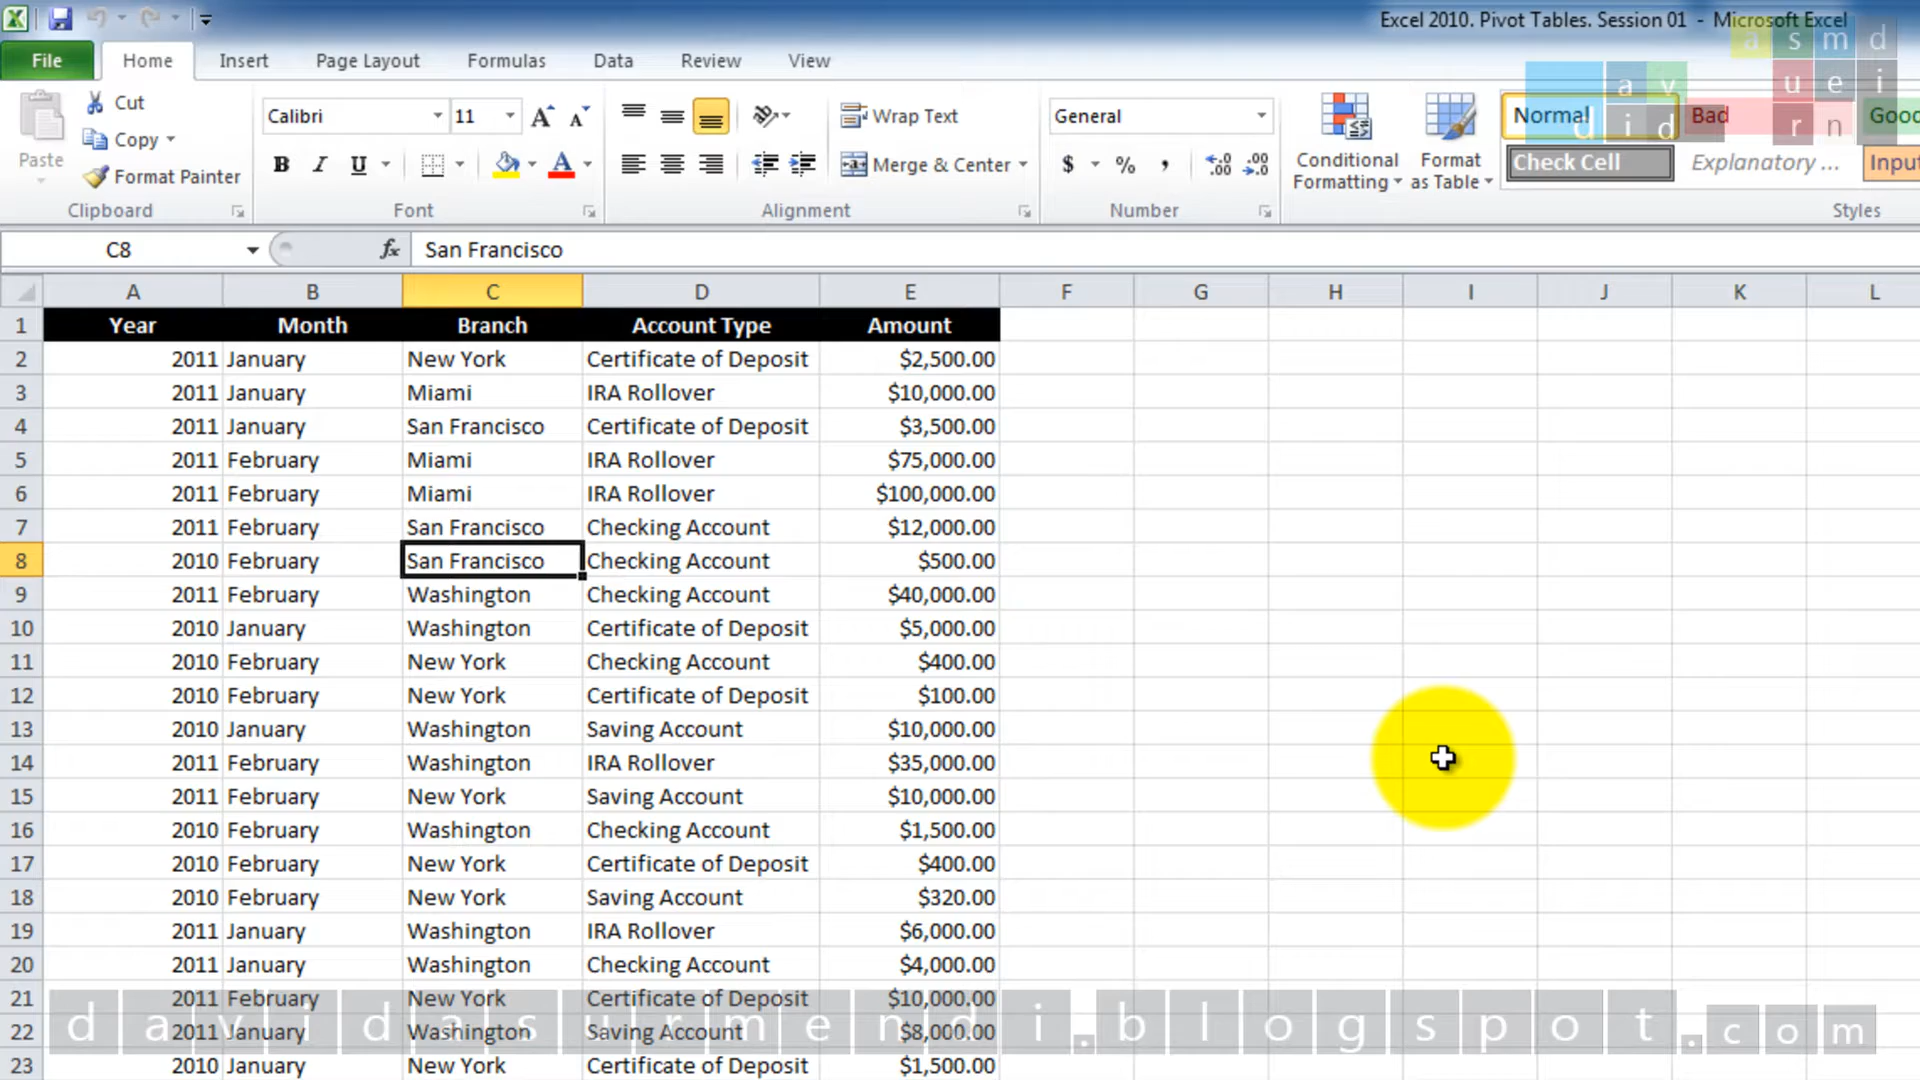 Excel 2010. Pivot Tables. Session 01 - Microsoft Excel
File Home Insert Page Layout Formulas Data Review View
Cut
Copy
Format Painter
Paste
Clipboard
Calibri 11
B I U A
Font
Wrap Text
Merge & Center
Alignment
General
$ % ,
Number
Conditional Formatting
Format as Table
Normal Bad Good
Check Cell Explanatory ... Input
Styles
a s m d
a v u e i
d i d r n
C8 fx San Francisco
A B C D E F G H I J K L
1 Year Month Branch Account Type Amount
2 2011 January New York Certificate of Deposit $2,500.00
3 2011 January Miami IRA Rollover $10,000.00
4 2011 January San Francisco Certificate of Deposit $3,500.00
5 2011 February Miami IRA Rollover $75,000.00
6 2011 February Miami IRA Rollover $100,000.00
7 2011 February San Francisco Checking Account $12,000.00
8 2010 February San Francisco Checking Account $500.00
9 2011 February Washington Checking Account $40,000.00
10 2010 January Washington Certificate of Deposit $5,000.00
11 2010 February New York Checking Account $400.00
12 2010 February New York Certificate of Deposit $100.00
13 2010 January Washington Saving Account $10,000.00
14 2011 February Washington IRA Rollover $35,000.00
15 2011 February New York Saving Account $10,000.00
16 2010 February Washington Checking Account $1,500.00
17 2010 February New York Certificate of Deposit $400.00
18 2010 February New York Saving Account $320.00
19 2011 January Washington IRA Rollover $6,000.00
20 2011 January Washington Checking Account $4,000.00
21 2011 February New York Certificate of Deposit $10,000.00
davidasurmendi.blogspot.com
22 2011 January Washington Saving Account $8,000.00
23 2010 January New York Certificate of Deposit $1,500.00